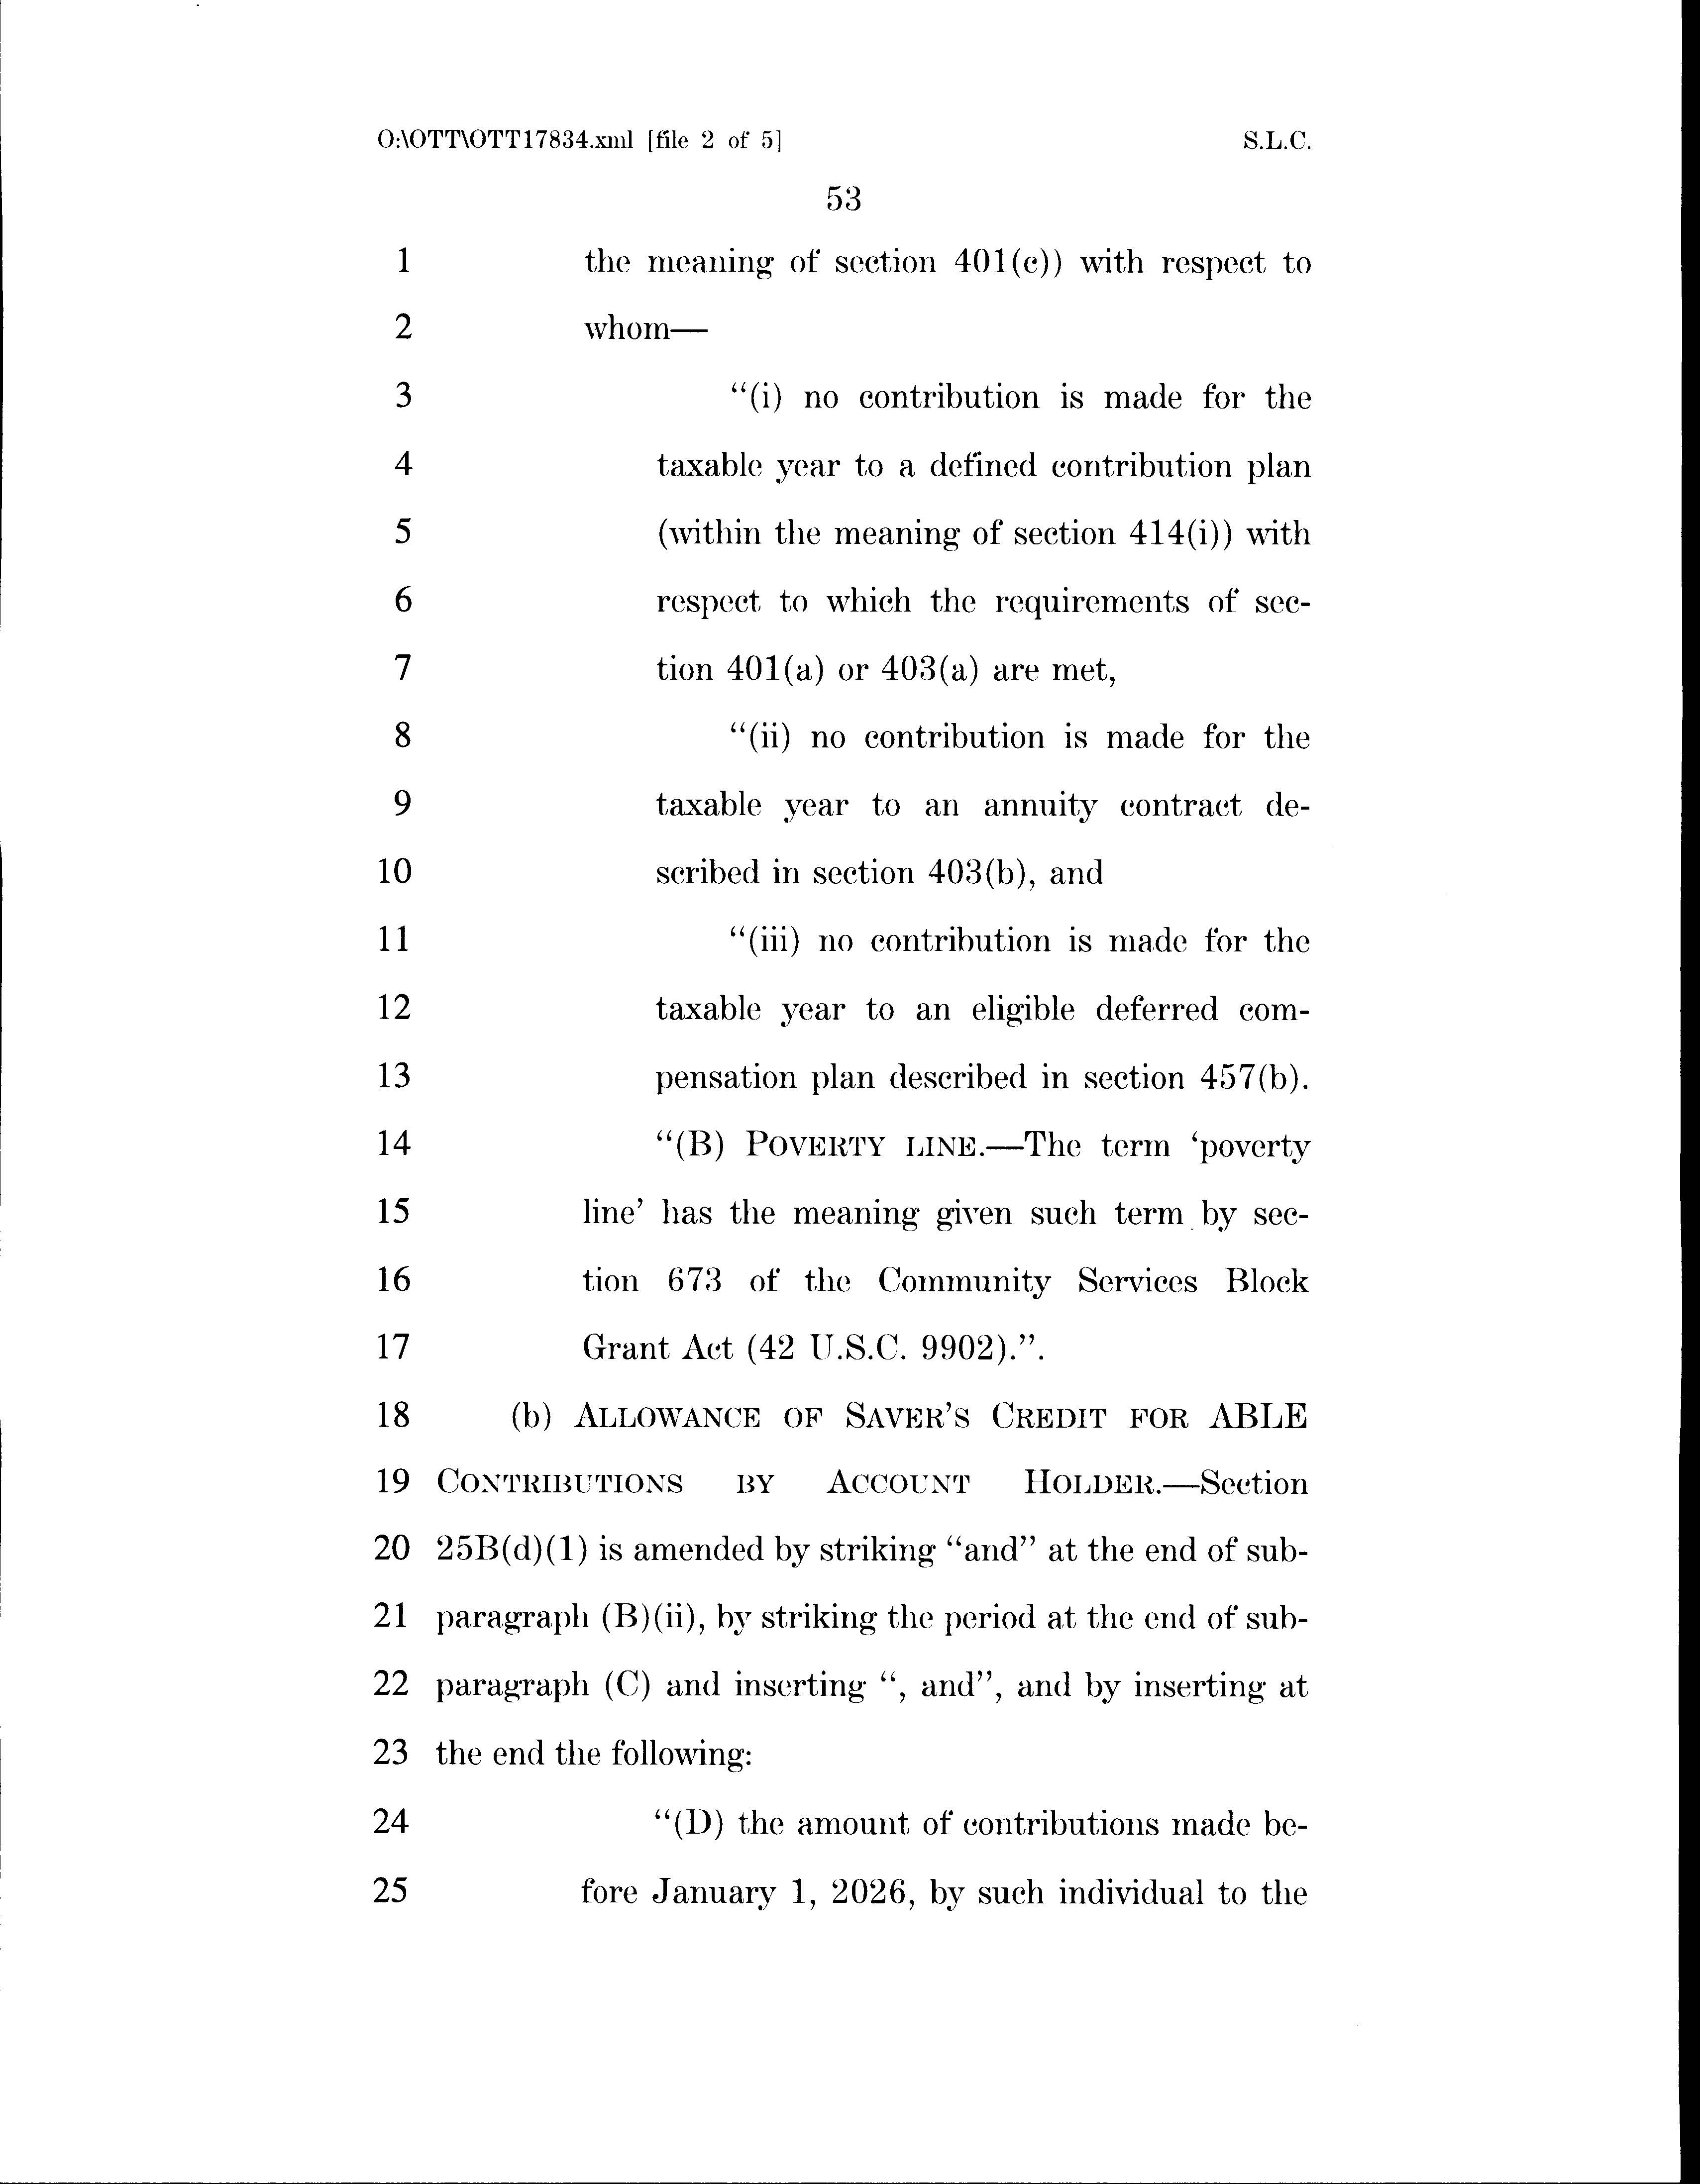 O:\OTT\OTT17834.xml [file 2 of 5] S.L.C.
53
1 the meaning of section 401(c)) with respect to
2 whom—
3 “(i) no contribution is made for the
4 taxable year to a defined contribution plan
5 (within the meaning of section 414(i)) with
6 respect to which the requirements of sec-
7 tion 401(a) or 403(a) are met,
8 “(ii) no contribution is made for the
9 taxable year to an annuity contract de-
10 scribed in section 403(b), and
11 “(iii) no contribution is made for the
12 taxable year to an eligible deferred com-
13 pensation plan described in section 457(b).
14 “(B) POVERTY LINE.—The term ‘poverty
15 line’ has the meaning given such term by sec-
16 tion 673 of the Community Services Block
17 Grant Act (42 U.S.C. 9902).”.
18 (b) ALLOWANCE OF SAVER’S CREDIT FOR ABLE
19 CONTRIBUTIONS BY ACCOUNT HOLDER.—Section
20 25B(d)(1) is amended by striking “and” at the end of sub-
21 paragraph (B)(ii), by striking the period at the end of sub-
22 paragraph (C) and inserting “, and”, and by inserting at
23 the end the following:
24 “(D) the amount of contributions made be-
25 fore January 1, 2026, by such individual to the